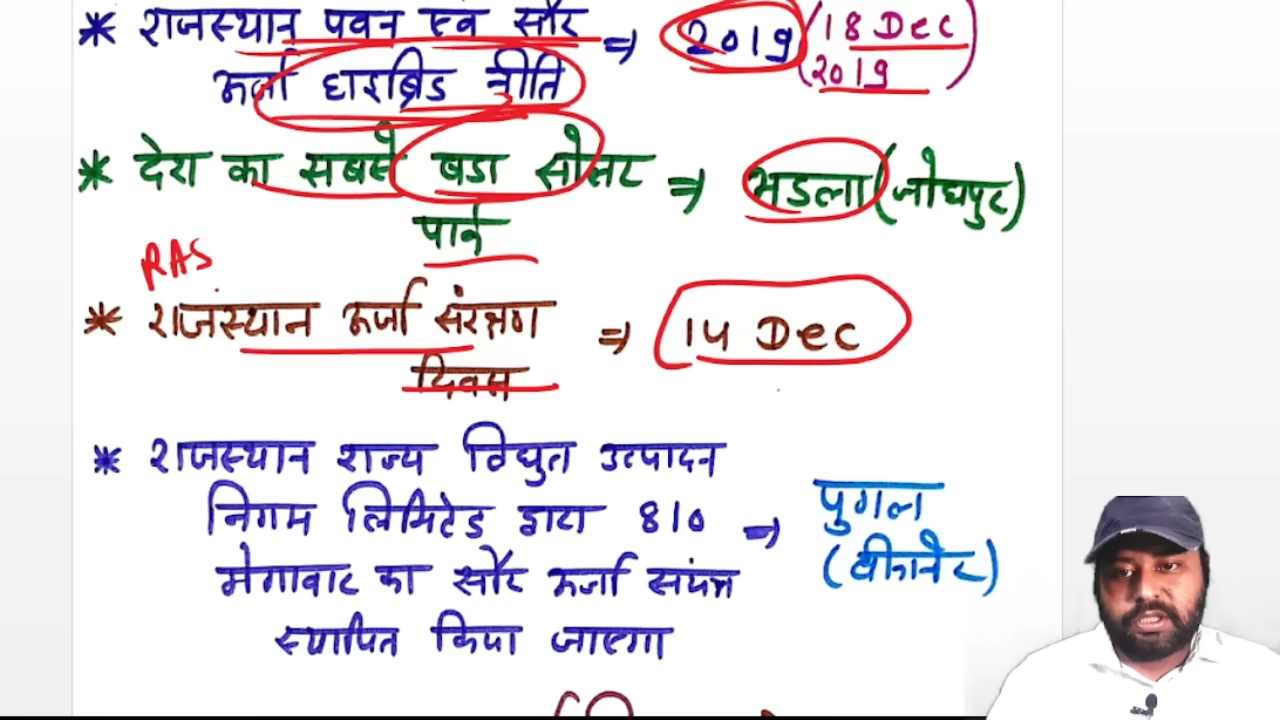 * राजस्थान पवन एवं सौर ⇒ 2019 (18 Dec
ऊर्जा हाइब्रिड नीति 2019)
* देश का सबसे बडा सोलर ⇒ भडला (जोधपुर)
पार्क
RAS
* राजस्थान ऊर्जा संरक्षण ⇒ 14 Dec
दिवस
* राजस्थान राज्य विद्युत उत्पादन
निगम लिमिटेड द्वारा 810 ⇒ पुगल
मेगावाट का सौर ऊर्जा संयंत्र (बीकानेर)
स्थापित किया जाएगा